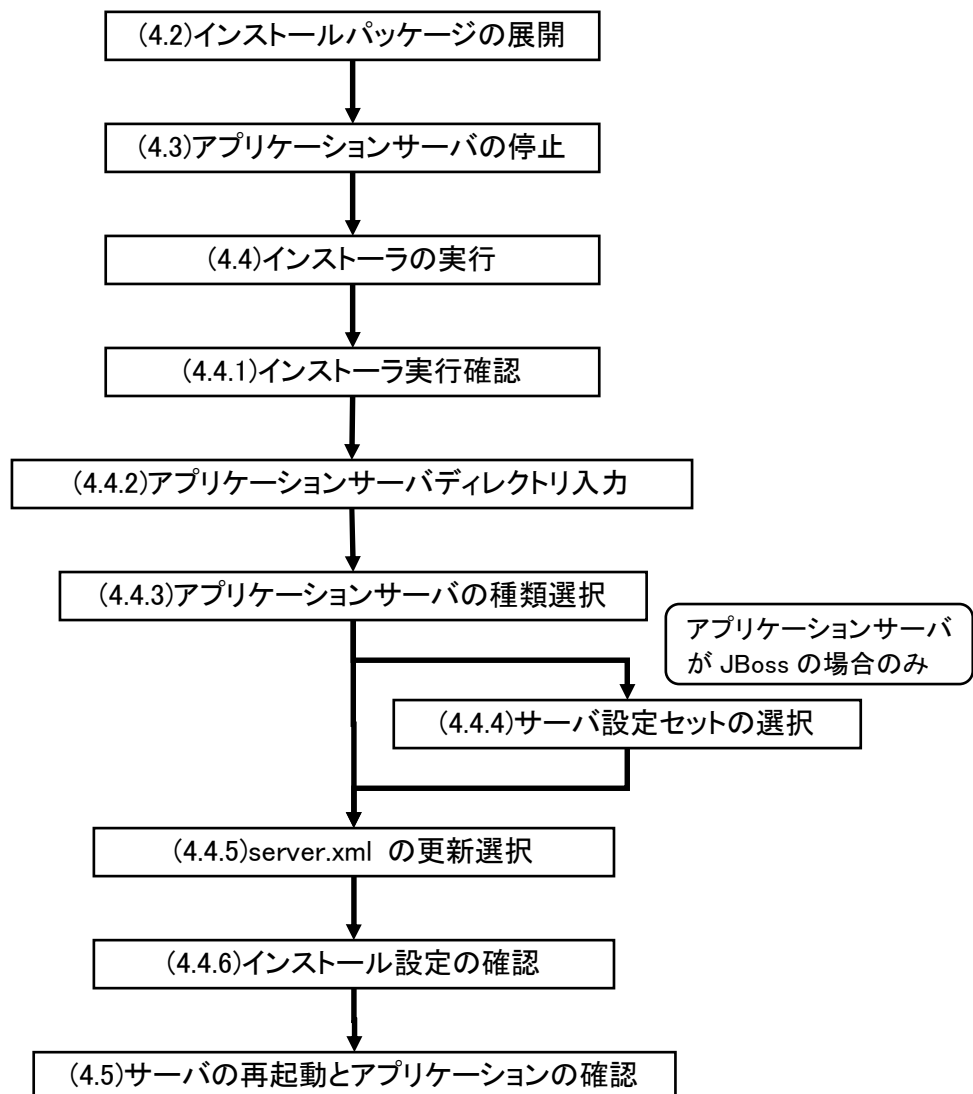 (4.2)インストールパッケージの展開
(4.3)アプリケーションサーバの停止
(4.4)インストーラの実行
(4.4.1)インストーラ実行確認
(4.4.2)アプリケーションサーバディレクトリ入力
(4.4.3)アプリケーションサーバの種類選択
アプリケーションサーバ
が JBoss の場合のみ
(4.4.4)サーバ設定セットの選択
(4.4.5)server.xml の更新選択
(4.4.6)インストール設定の確認
(4.5)サーバの再起動とアプリケーションの確認